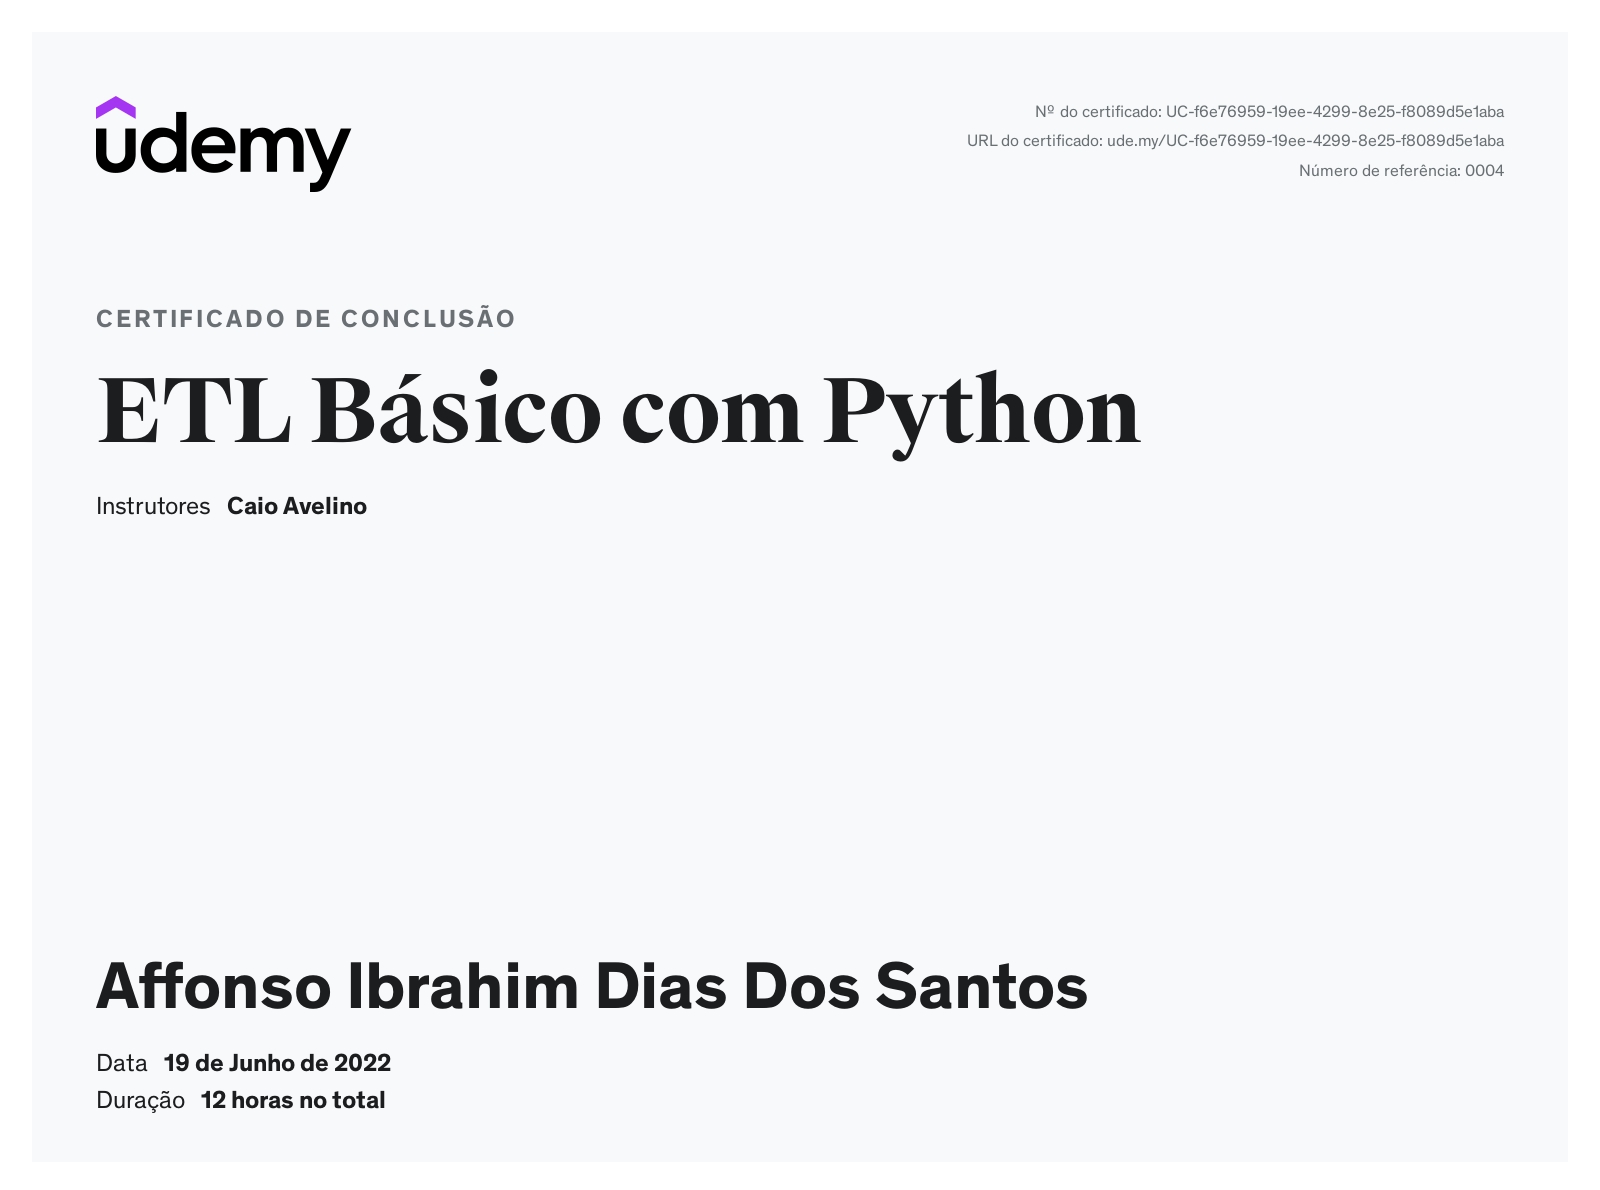 udemy
Nº do certificado: UC-f6e76959-19ee-4299-8e25-f8089d5e1aba
URL do certificado: ude.my/UC-f6e76959-19ee-4299-8e25-f8089d5e1aba
Número de referência: 0004
CERTIFICADO DE CONCLUSÃO
ETL Básico com Python
Instrutores Caio Avelino
Affonso Ibrahim Dias Dos Santos
Data 19 de Junho de 2022
Duração 12 horas no total